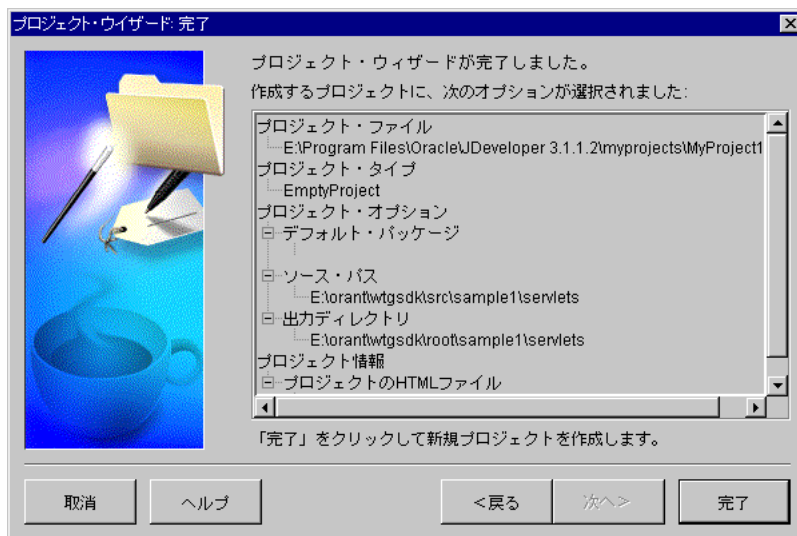 プロジェクト・ウイザード: 完了
プロジェクト・ウィザードが完了しました。
作成するプロジェクトに、次のオプションが選択されました:
プロジェクト・ファイル
E:\Program Files\Oracle\JDeveloper 3.1.1.2\myprojects\MyProject1
プロジェクト・タイプ
EmptyProject
プロジェクト・オプション
デフォルト・パッケージ
ソース・パス
E:\orant\wtgsdk\src\sample1\servlets
出力ディレクトリ
E:\orant\wtgsdk\root\sample1\servlets
プロジェクト情報
プロジェクトのHTMLファイル
「完了」をクリックして新規プロジェクトを作成します。
取消 ヘルプ <戻る 次へ> 完了